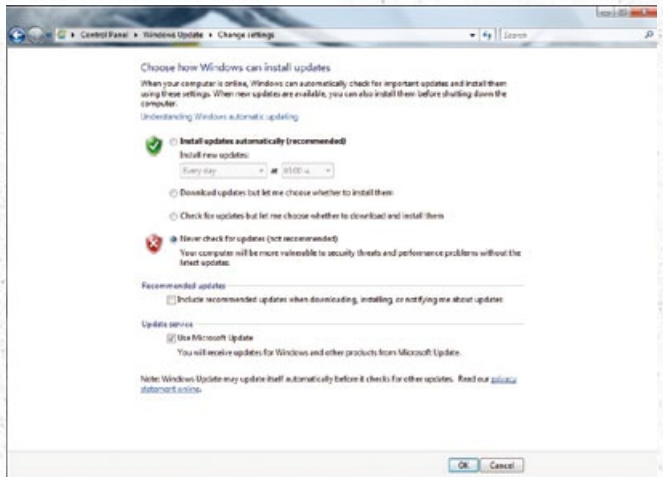 Control Panel ▸ Windows Update ▸ Change settings
Search
Choose how Windows can install updates
When your computer is online, Windows can automatically check for important updates and install them
using these settings. When new updates are available, you can also install them before shutting down the
computer.
Understanding Windows automatic updating
Install updates automatically (recommended)
Install new updates:
Every day at
Download updates but let me choose whether to install them
Check for updates but let me choose whether to download and install them
Never check for updates (not recommended)
Your computer will be more vulnerable to security threats and performance problems without the
latest updates.
Recommended updates
Include recommended updates when downloading, installing, or notifying me about updates
Update service
Use Microsoft Update
You will receive updates for Windows and other products from Microsoft Update.
Note: Windows Update may update itself automatically before it checks for other updates. Read our privacy
statement online.
OK Cancel